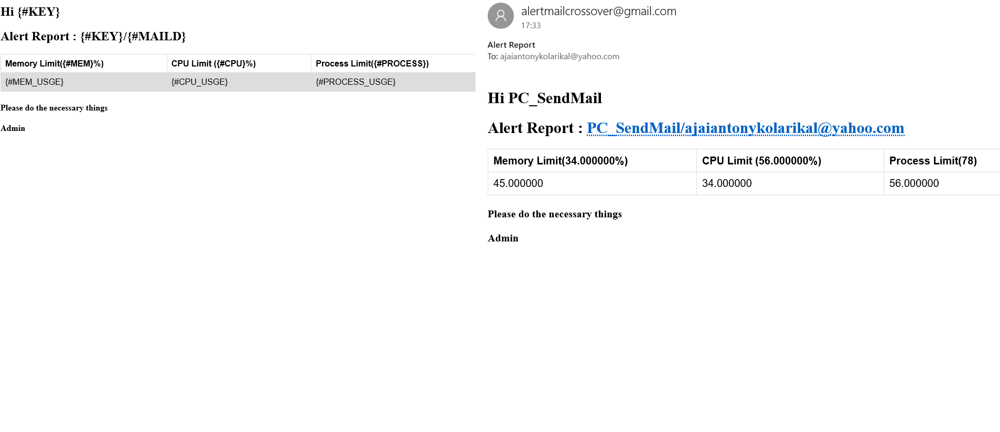 Hi {#KEY}
Alert Report : {#KEY}/{#MAILD}
Memory Limit({#MEM}%) CPU Limit ({#CPU}%) Process Limit({#PROCESS})
{#MEM_USGE} {#CPU_USGE} {#PROCESS_USGE}
Please do the necessary things
Admin
alertmailcrossover@gmail.com
17:33
Alert Report
To: ajaiantonykolarikal@yahoo.com
Hi PC_SendMail
Alert Report : PC_SendMail/ajaiantonykolarikal@yahoo.com
Memory Limit(34.000000%) CPU Limit (56.000000%) Process Limit(78)
45.000000 34.000000 56.000000
Please do the necessary things
Admin